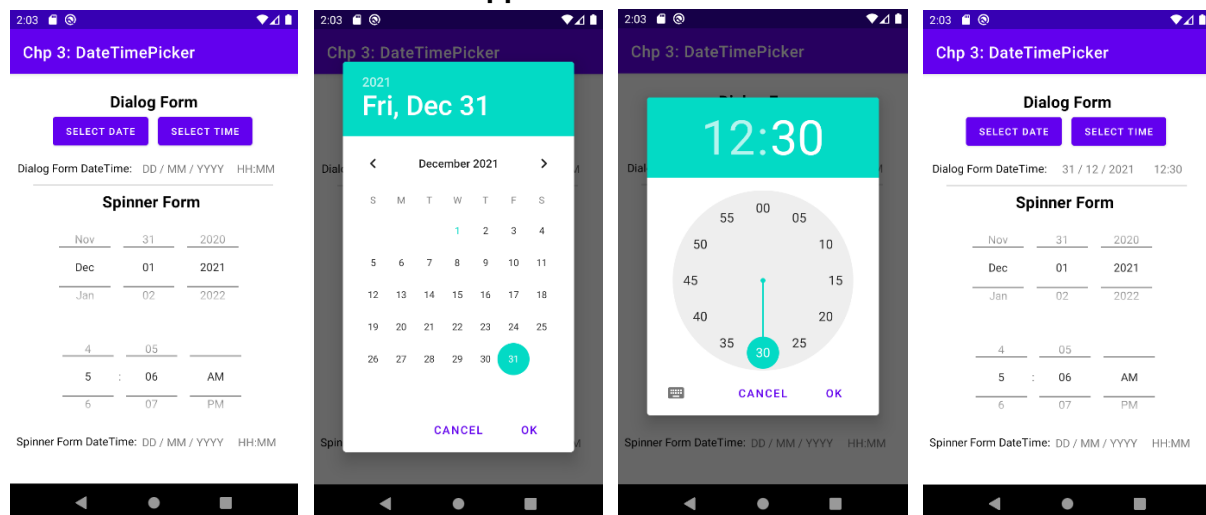 2:03
Chp 3: DateTimePicker
Dialog Form
SELECT DATE SELECT TIME
Dialog Form DateTime: DD / MM / YYYY HH:MM
Spinner Form
Nov 31 2020
Dec 01 2021
Jan 02 2022
4 05
5 : 06 AM
6 07 PM
Spinner Form DateTime: DD / MM / YYYY HH:MM
2:03
Chp 3: DateTimePicker
2021
Fri, Dec 31
December 2021
S M T W T F S
1 2 3 4
5 6 7 8 9 10 11
12 13 14 15 16 17 18
19 20 21 22 23 24 25
26 27 28 29 30 31
CANCEL OK
2:03
Chp 3: DateTimePicker
12:30
00
55 05
50 10
45 15
40 20
35 25
30
CANCEL OK
Spinner Form DateTime: DD / MM / YYYY HH:MM
2:03
Chp 3: DateTimePicker
Dialog Form
SELECT DATE SELECT TIME
Dialog Form DateTime: 31 / 12 / 2021 12:30
Spinner Form
Nov 31 2020
Dec 01 2021
Jan 02 2022
4 05
5 : 06 AM
6 07 PM
Spinner Form DateTime: DD / MM / YYYY HH:MM